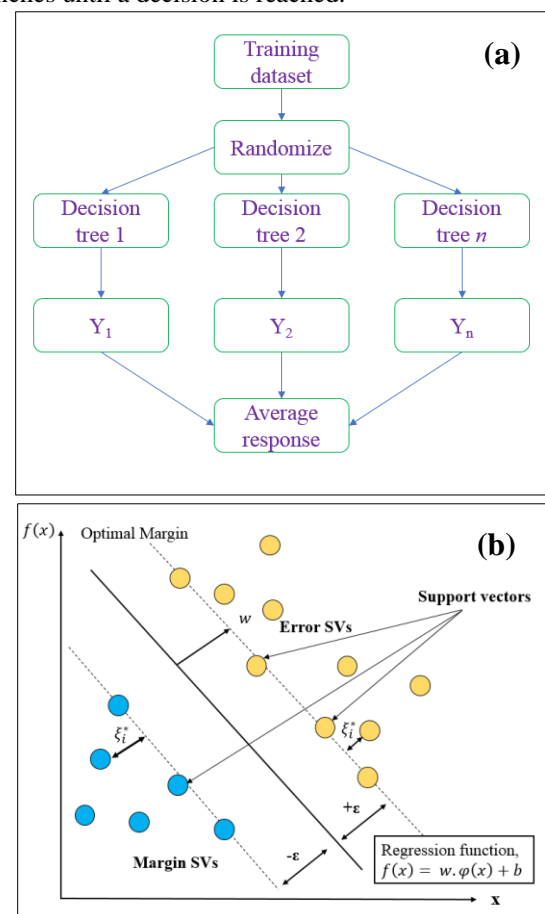 ches until a decision is reached.
(a)
Training
dataset
Randomize
Decision
tree 1
Decision
tree 2
Decision
tree n
Y₁
Y₂
Yₙ
Average
response
(b)
f(x)
Optimal Margin
Support vectors
w
Error SVs
ξᵢ*
ξᵢ*
+ε
-ε
Margin SVs
Regression function,
f(x) = w.φ(x) + b
x